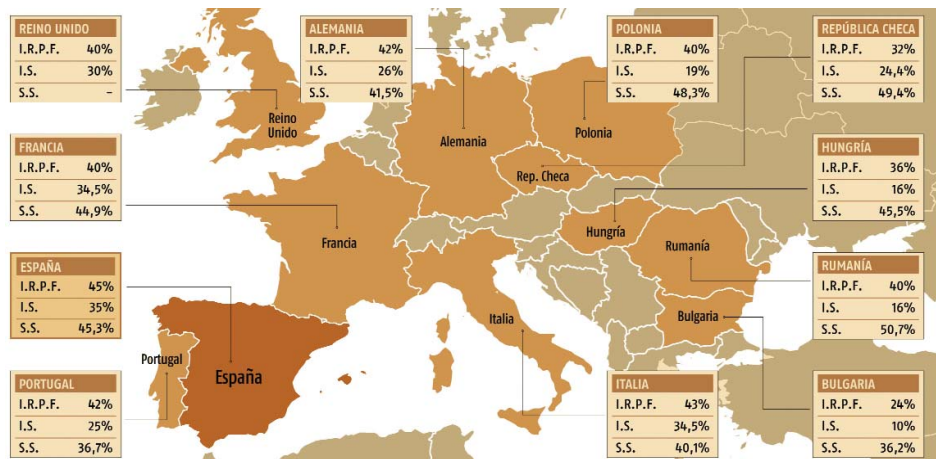 REINO UNIDO
I.R.P.F. 40%
I.S. 30%
S.S. –
ALEMANIA
I.R.P.F. 42%
I.S. 26%
S.S. 41,5%
POLONIA
I.R.P.F. 40%
I.S. 19%
S.S. 48,3%
REPÚBLICA CHECA
I.R.P.F. 32%
I.S. 24,4%
S.S. 49,4%
FRANCIA
I.R.P.F. 40%
I.S. 34,5%
S.S. 44,9%
HUNGRÍA
I.R.P.F. 36%
I.S. 16%
S.S. 45,5%
ESPAÑA
I.R.P.F. 45%
I.S. 35%
S.S. 45,3%
RUMANÍA
I.R.P.F. 40%
I.S. 16%
S.S. 50,7%
PORTUGAL
I.R.P.F. 42%
I.S. 25%
S.S. 36,7%
ITALIA
I.R.P.F. 43%
I.S. 34,5%
S.S. 40,1%
BULGARIA
I.R.P.F. 24%
I.S. 10%
S.S. 36,2%
Reino
Unido
Alemania
Polonia
Rep. Checa
Francia
Hungría
Rumanía
Italia
Bulgaria
Portugal
España